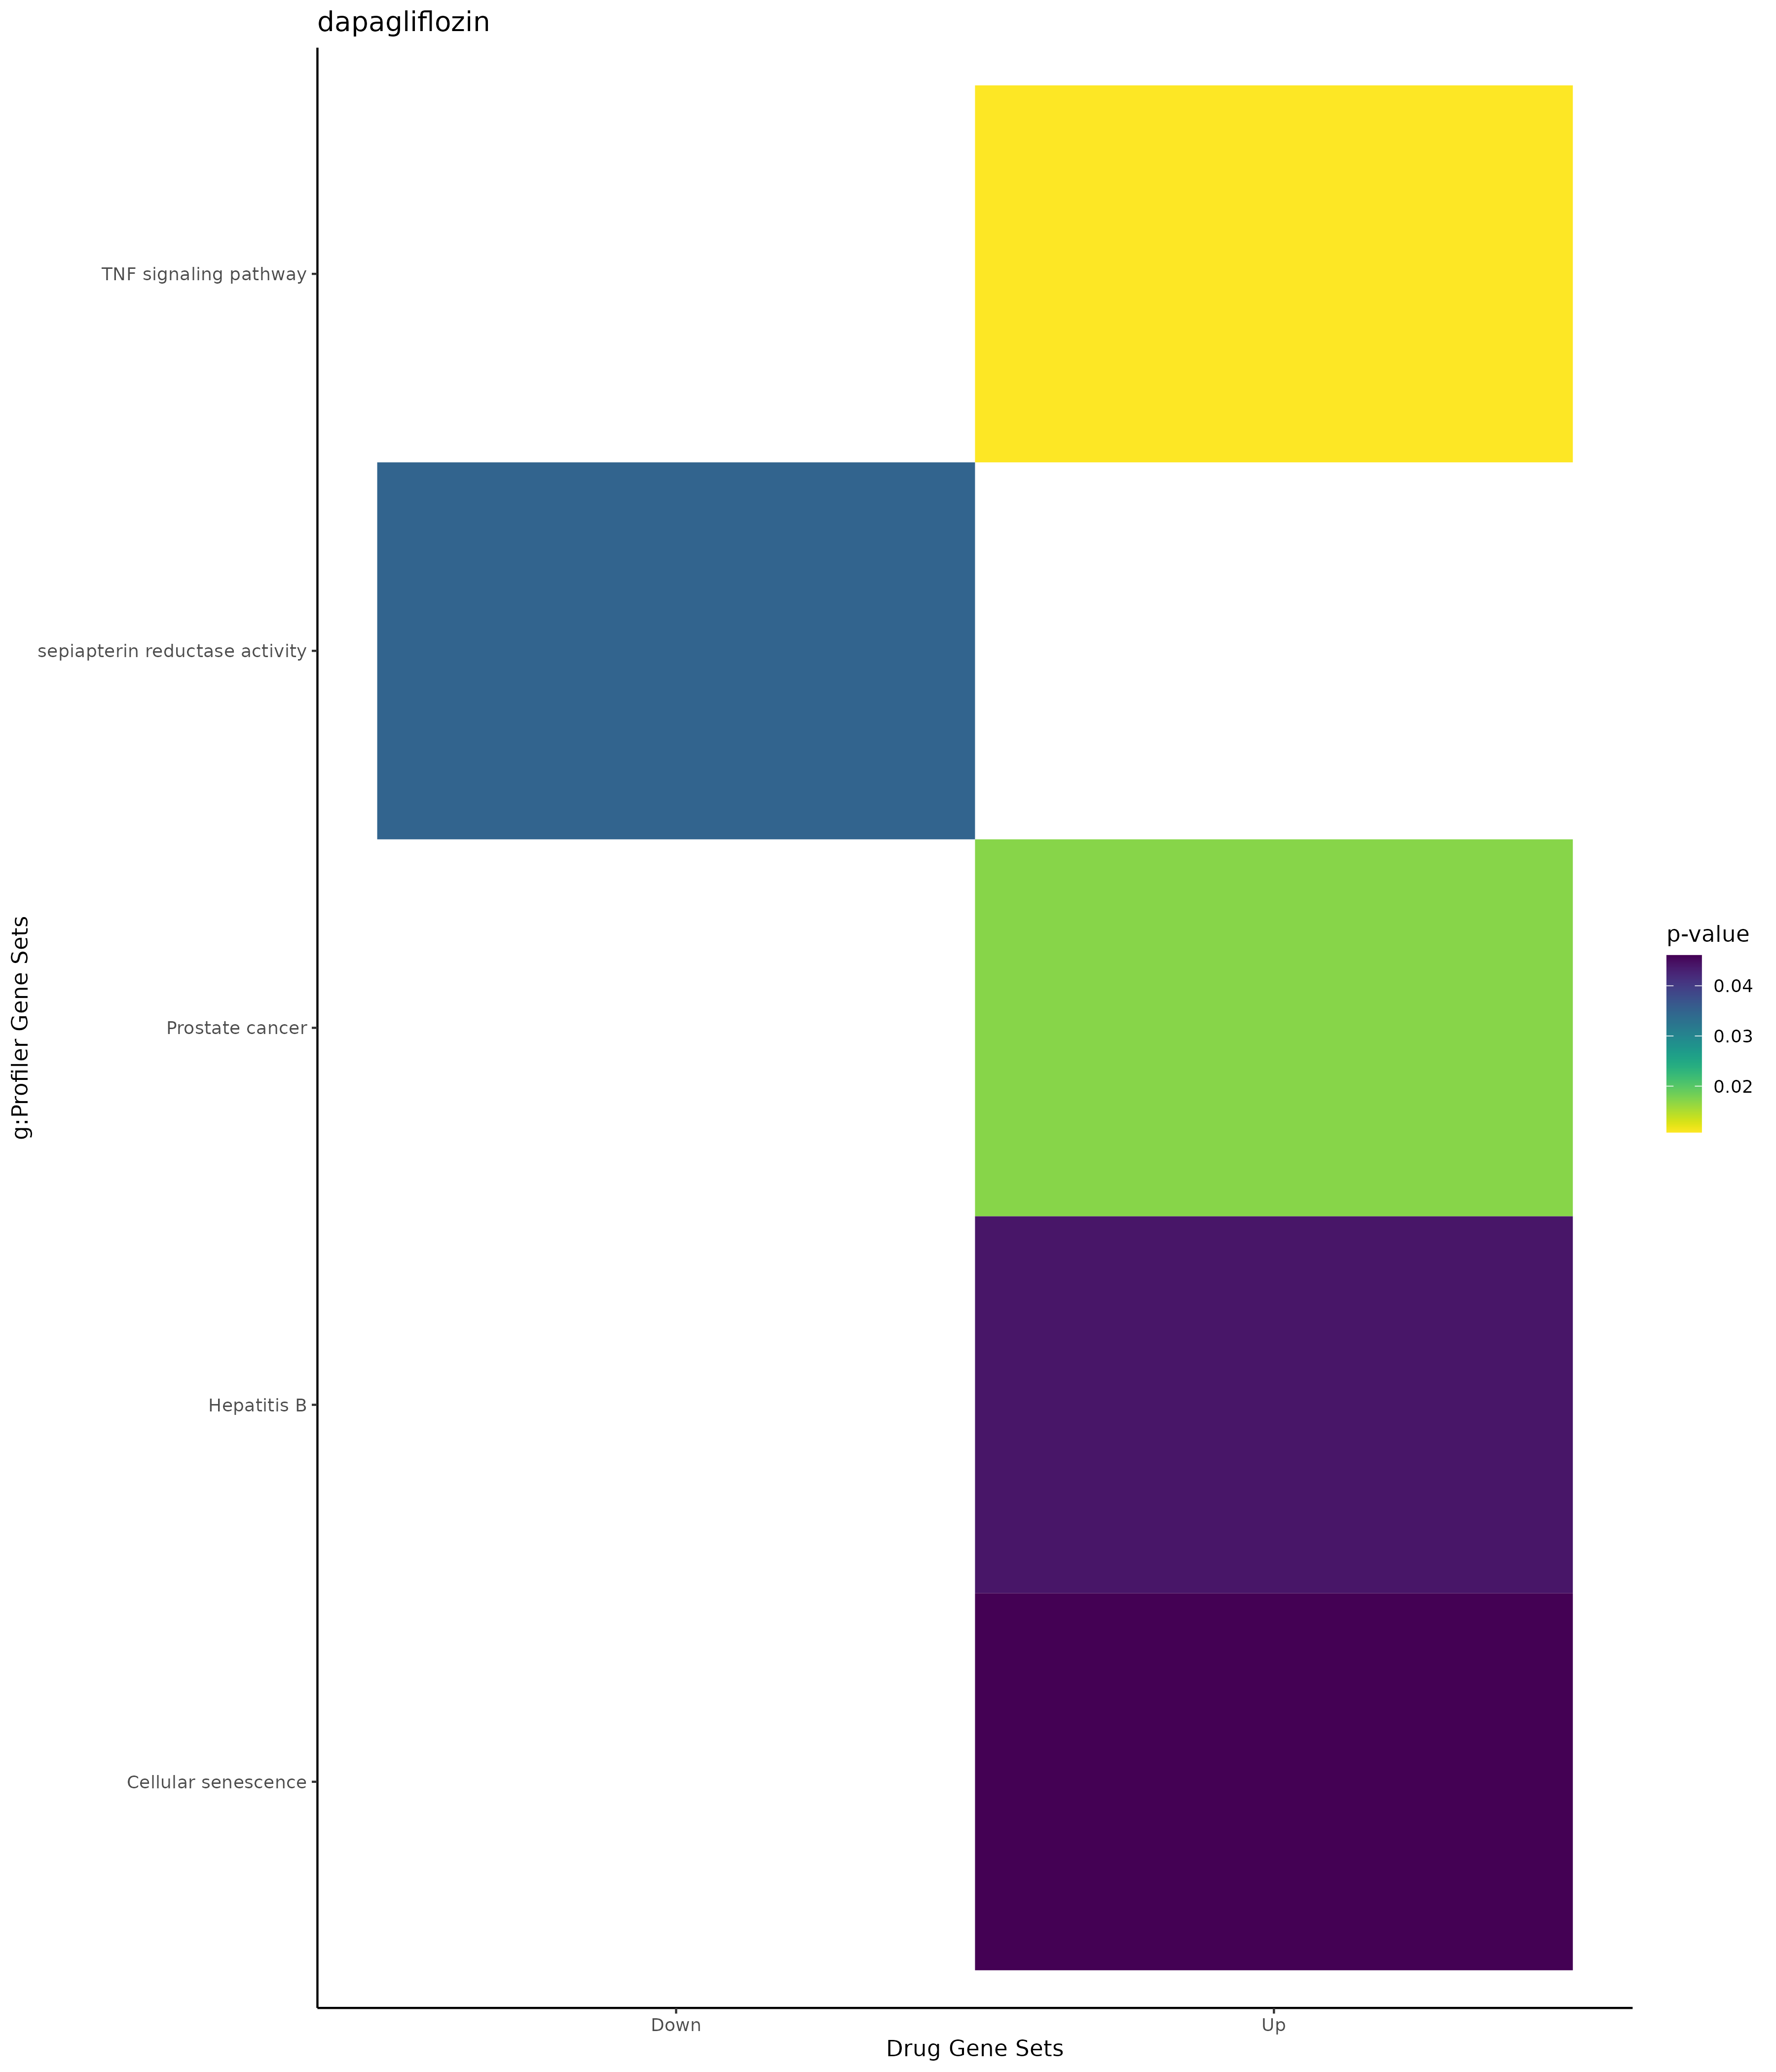 dapagliflozin
TNF signaling pathway
sepiapterin reductase activity
Prostate cancer
Hepatitis B
Cellular senescence
g:Profiler Gene Sets
Down
Up
Drug Gene Sets
p-value
0.04
0.03
0.02